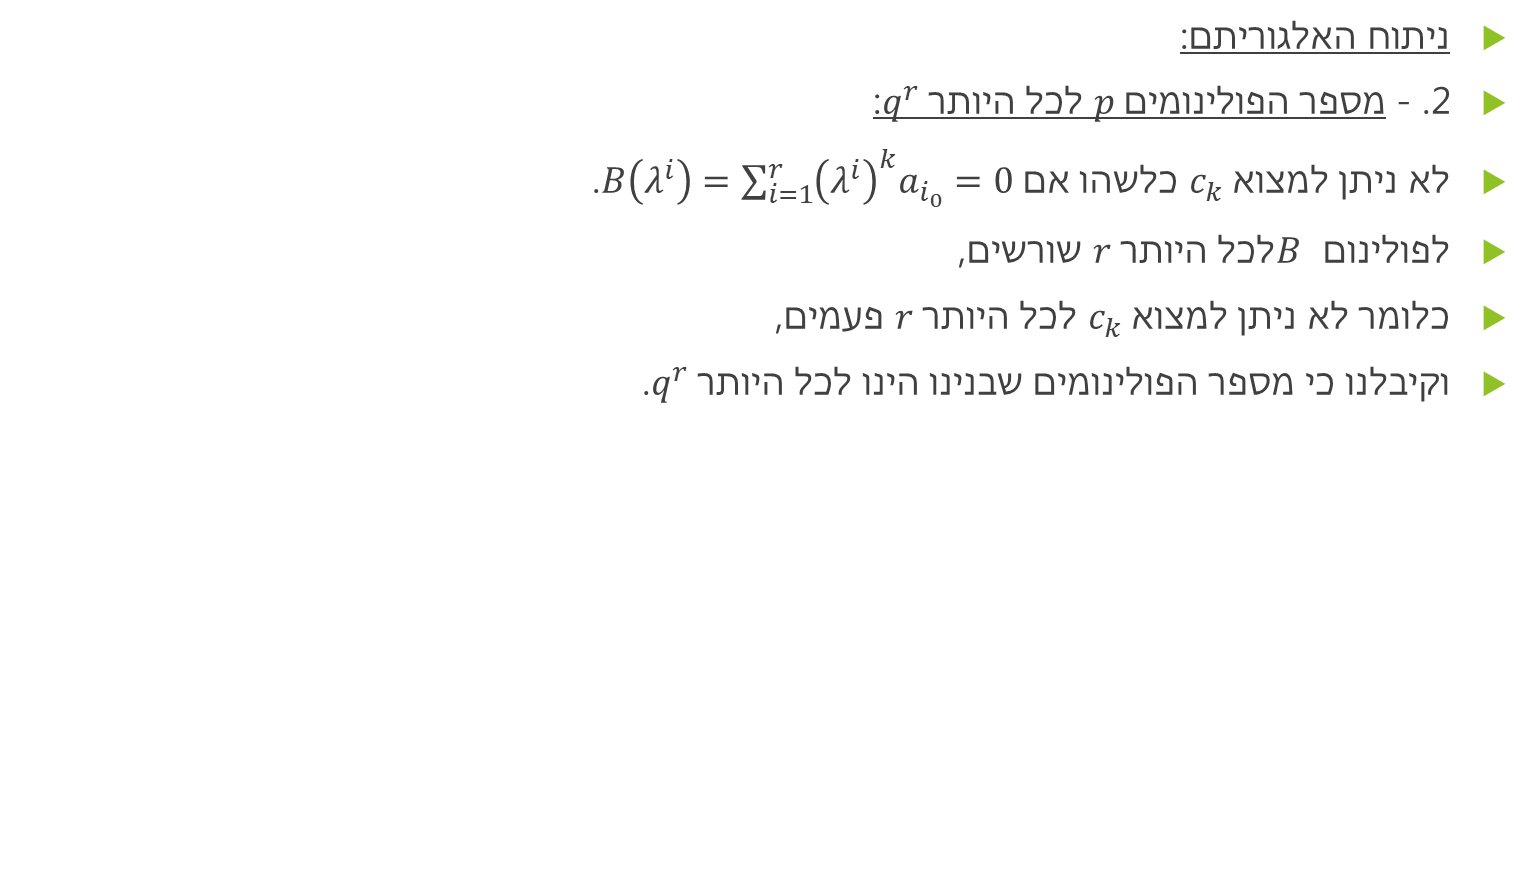 ניתוח האלגוריתם:
2. - מספר הפולינומים p לכל היותר q^r:
לא ניתן למצוא c_k כלשהו אם B(λ^i) = ∑_{i=1}^r (λ^i)^k a_{i_0} = 0.
לפולינום B לכל היותר r שורשים,
כלומר לא ניתן למצוא c_k לכל היותר r פעמים,
וקיבלנו כי מספר הפולינומים שבנינו הינו לכל היותר q^r.